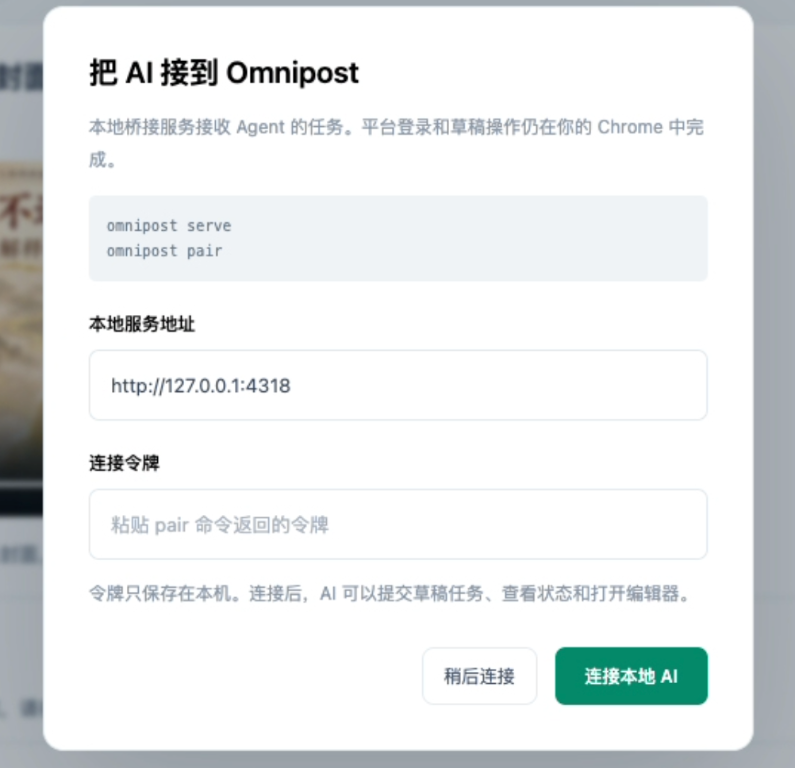 把 AI 接到 Omnipost
本地桥接服务接收 Agent 的任务。平台登录和草稿操作仍在你的 Chrome 中完
成。
omnipost serve
omnipost pair
本地服务地址
http://127.0.0.1:4318
连接令牌
粘贴 pair 命令返回的令牌
令牌只保存在本机。连接后，AI 可以提交草稿任务、查看状态和打开编辑器。
稍后连接
连接本地 AI